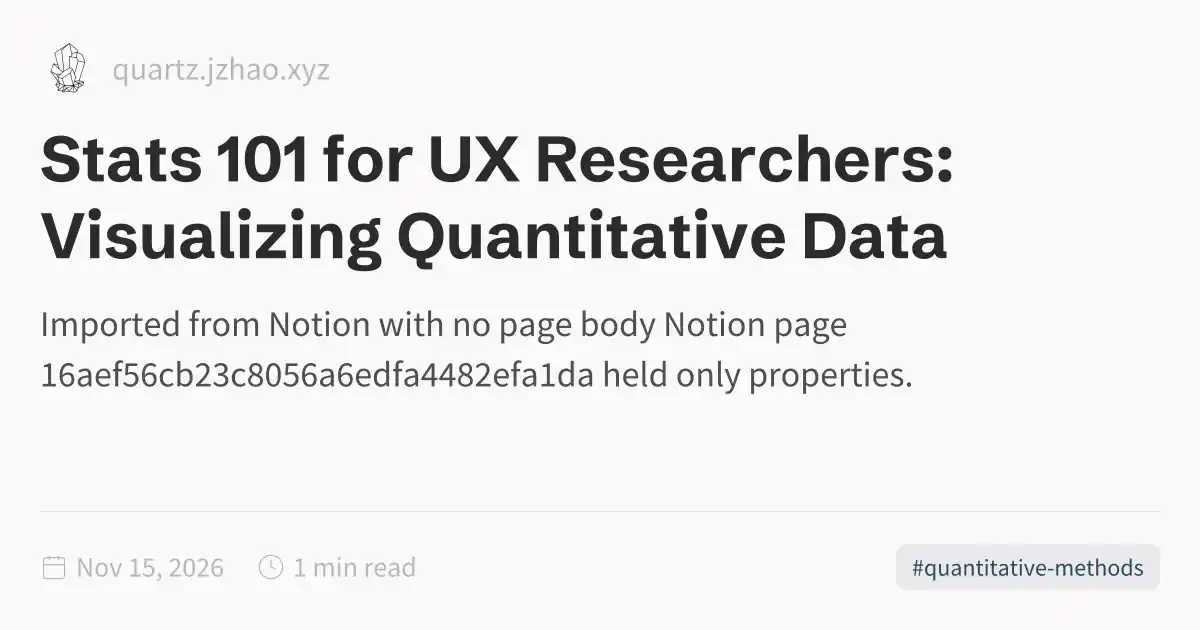 quartz.jzhao.xyz
Stats 101 for UX Researchers:
Visualizing Quantitative Data
Imported from Notion with no page body Notion page
16aef56cb23c8056a6edfa4482efa1da held only properties.
Nov 15, 2026
1 min read
#quantitative-methods